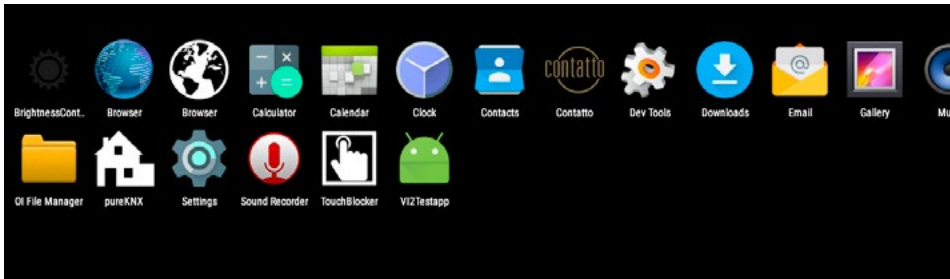 contatto
BrightnessCont.. Browser Browser Calculator Calendar Clock Contacts Contatto Dev Tools Downloads Email Gallery Mu
OI File Manager pureKNX Settings Sound Recorder TouchBlocker VI2Testapp